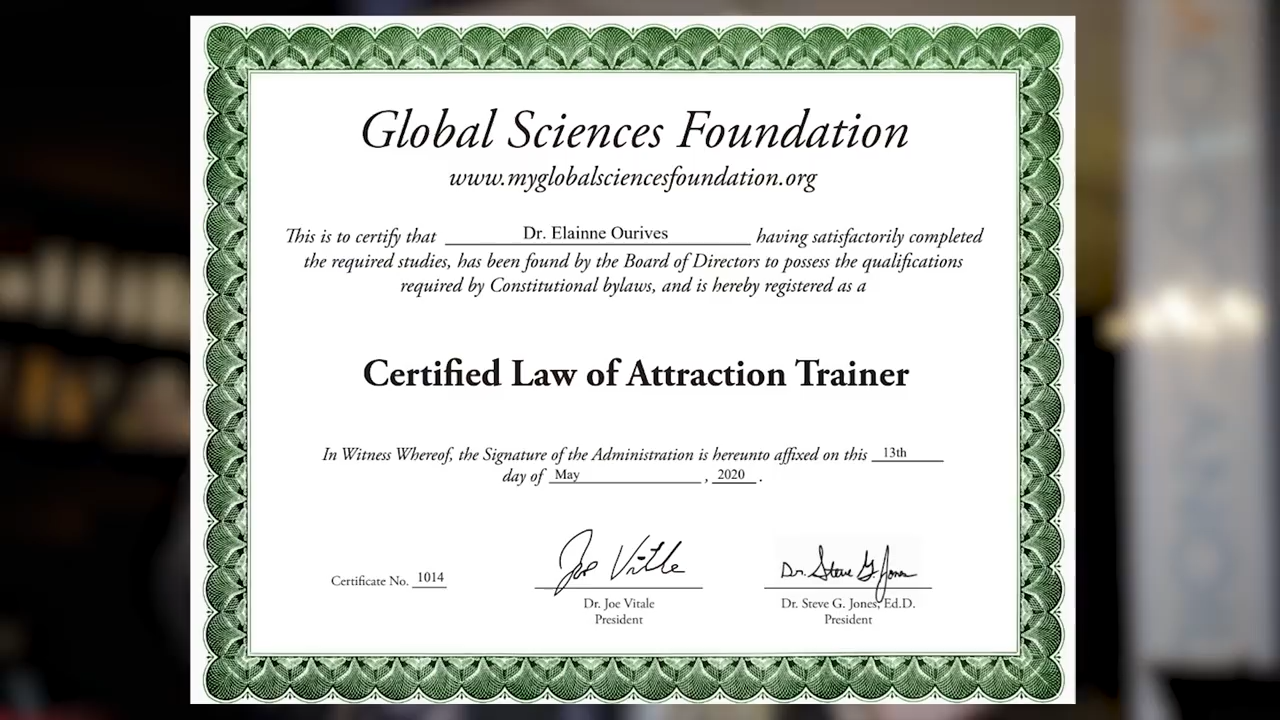 Global Sciences Foundation
www.myglobalsciencesfoundation.org
This is to certify that Dr. Elainne Ourives having satisfactorily completed
the required studies, has been found by the Board of Directors to possess the qualifications
required by Constitutional bylaws, and is hereby registered as a
Certified Law of Attraction Trainer
In Witness Whereof, the Signature of the Administration is hereunto affixed on this 13th
day of May , 2020 .
Joe Vitale
Dr. Steve G. Jones
Certificate No. 1014
Dr. Joe Vitale
President
Dr. Steve G. Jones, Ed.D.
President